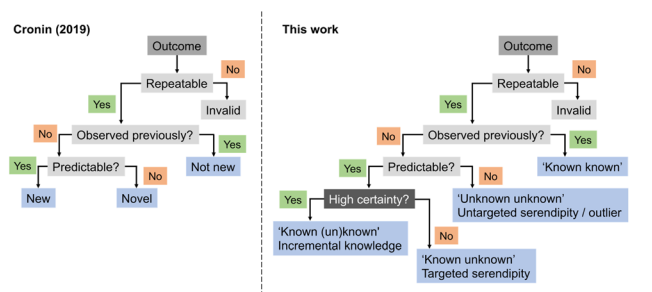 Cronin (2019)
Outcome
No
Repeatable
Yes
Invalid
No
Observed previously?
Yes
Yes
Predictable?
Not new
No
New
Novel
This work
Outcome
No
Repeatable
Yes
Invalid
No
Observed previously?
Yes
Yes
Predictable?
‘Known known’
No
Yes
High certainty?
‘Unknown unknown’
Untargeted serendipity / outlier
‘Known (un)known'
Incremental knowledge
No
‘Known unknown’
Targeted serendipity